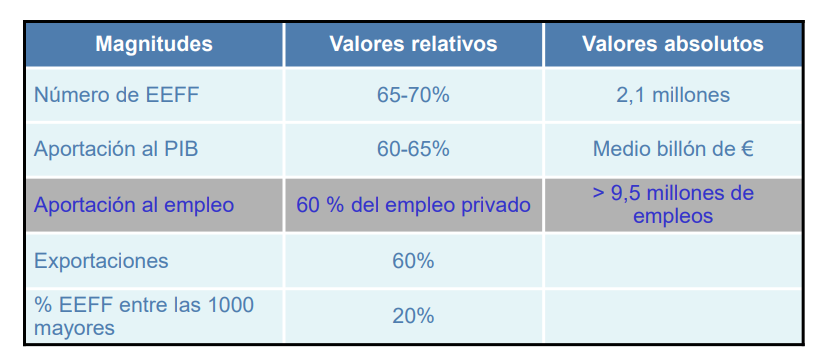 Magnitudes Valores relativos Valores absolutos
Número de EEFF 65-70% 2,1 millones
Aportación al PIB 60-65% Medio billón de €
Aportación al empleo 60 % del empleo privado > 9,5 millones de
empleos
Exportaciones 60%
% EEFF entre las 1000
mayores 20%